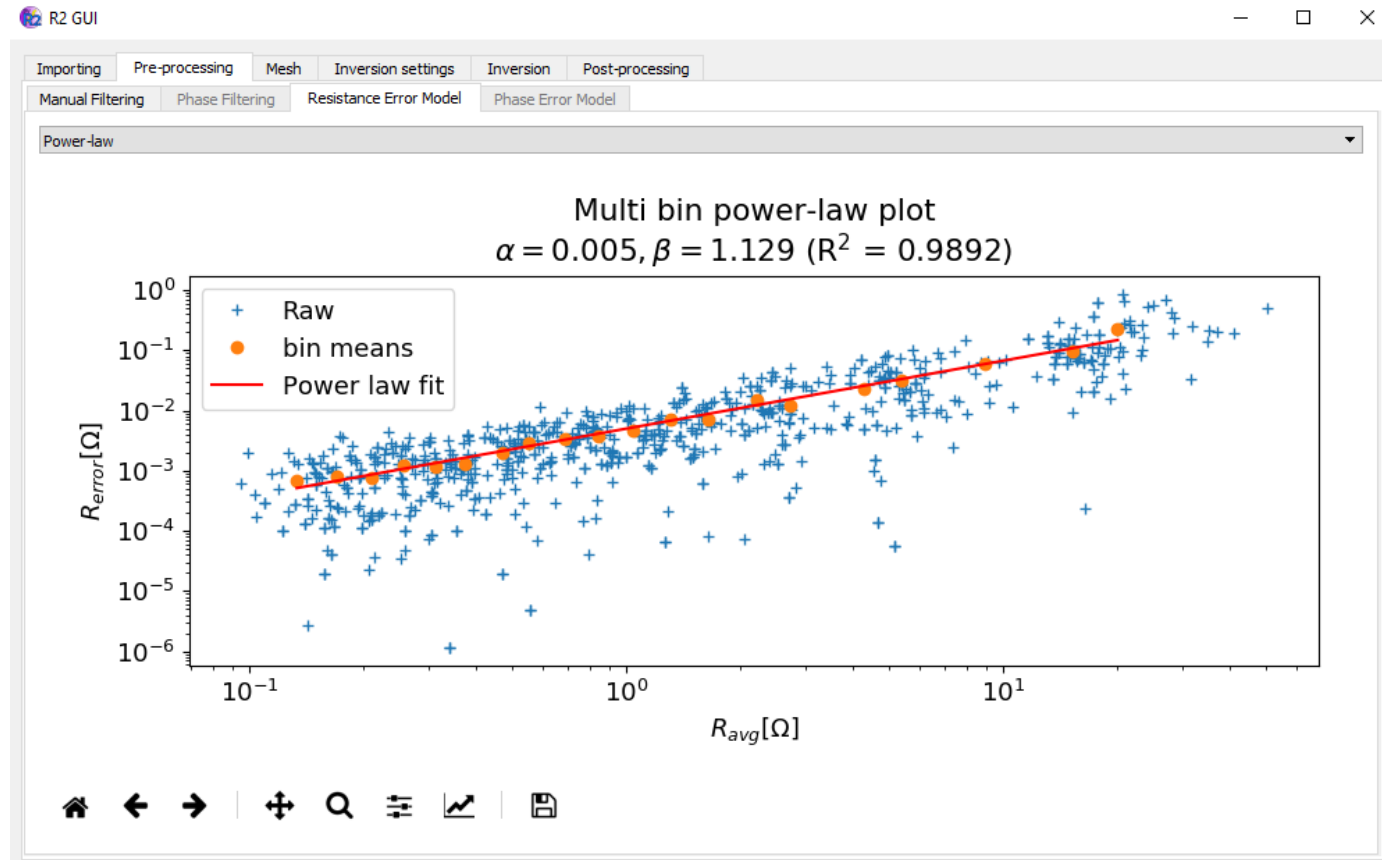 R2 R2 GUI
Importing Pre-processing Mesh Inversion settings Inversion Post-processing
Manual Filtering Phase Filtering Resistance Error Model Phase Error Model
Power-law
Multi bin power-law plot
α = 0.005, β = 1.129 (R² = 0.9892)
Raw
bin means
Power law fit
10⁰
10⁻¹
10⁻²
10⁻³
10⁻⁴
10⁻⁵
10⁻⁶
R_error[Ω]
10⁻¹ 10⁰ 10¹
R_avg[Ω]